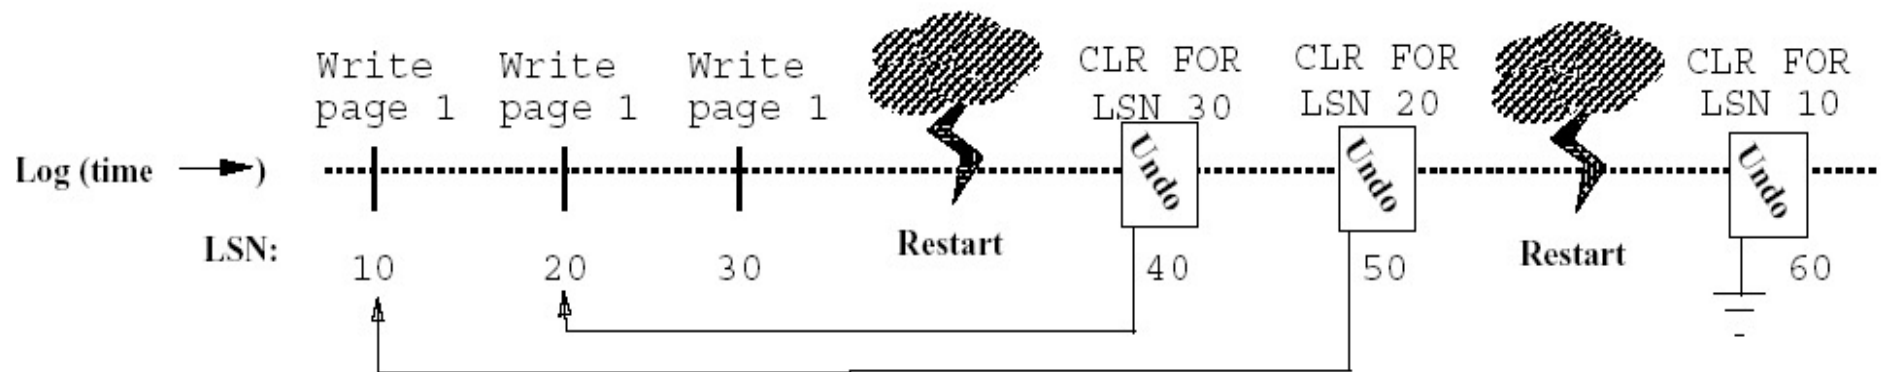 Write
page 1
Write
page 1
Write
page 1
CLR FOR
LSN 30
CLR FOR
LSN 20
CLR FOR
LSN 10
Log (time )
Undo
Undo
Undo
LSN:
10
20
30
Restart
40
50
Restart
60